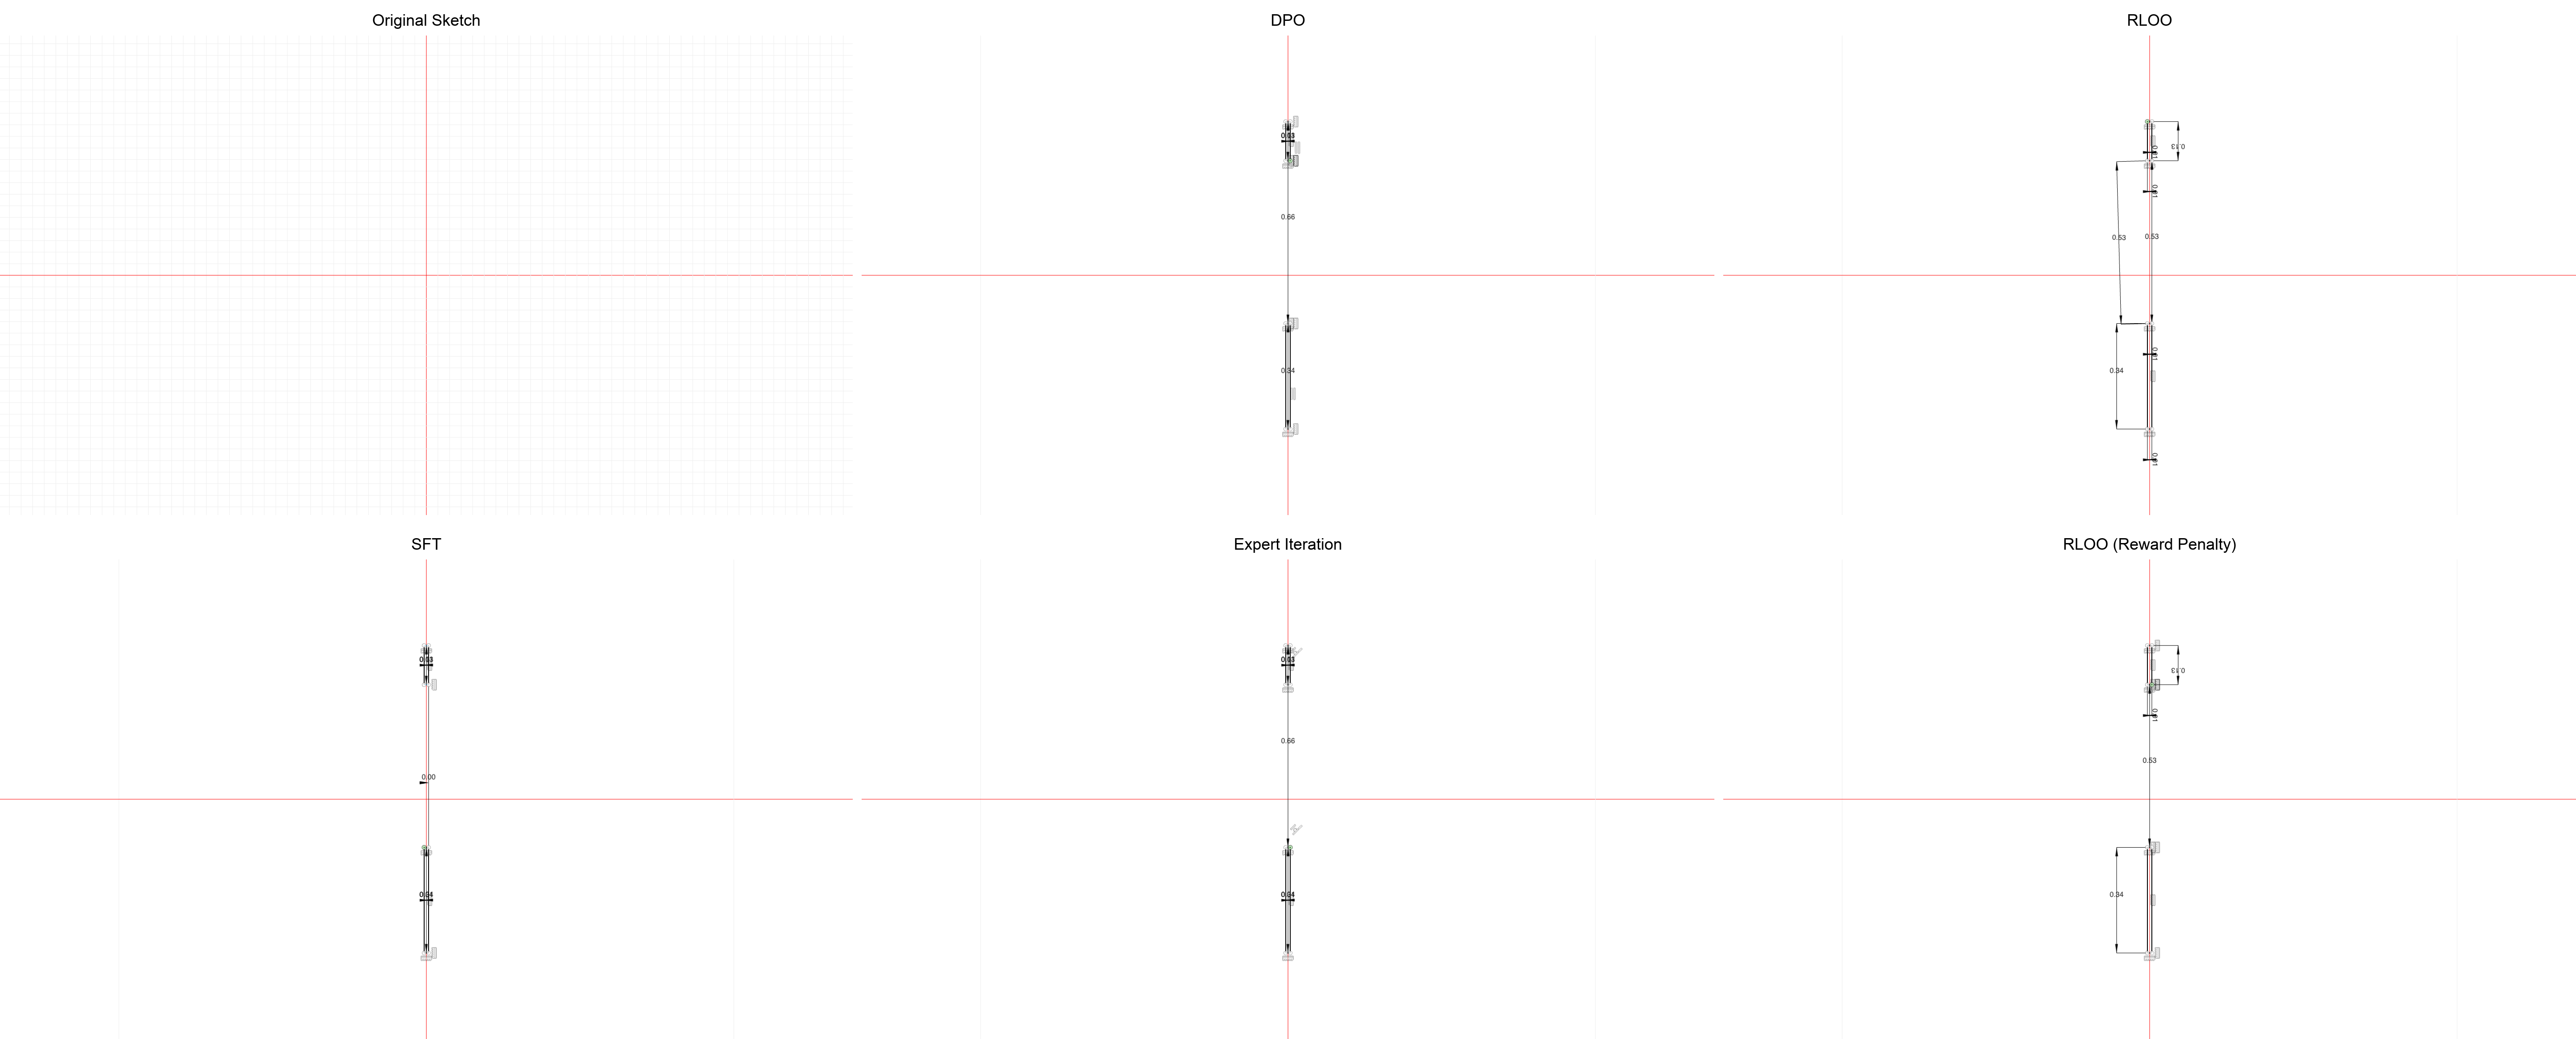 Original Sketch
DPO
0.66
0.34
RLOO
0.13
0.53
0.53
0.34
SFT
0.00
Expert Iteration
0.66
RLOO (Reward Penalty)
0.13
0.53
0.34